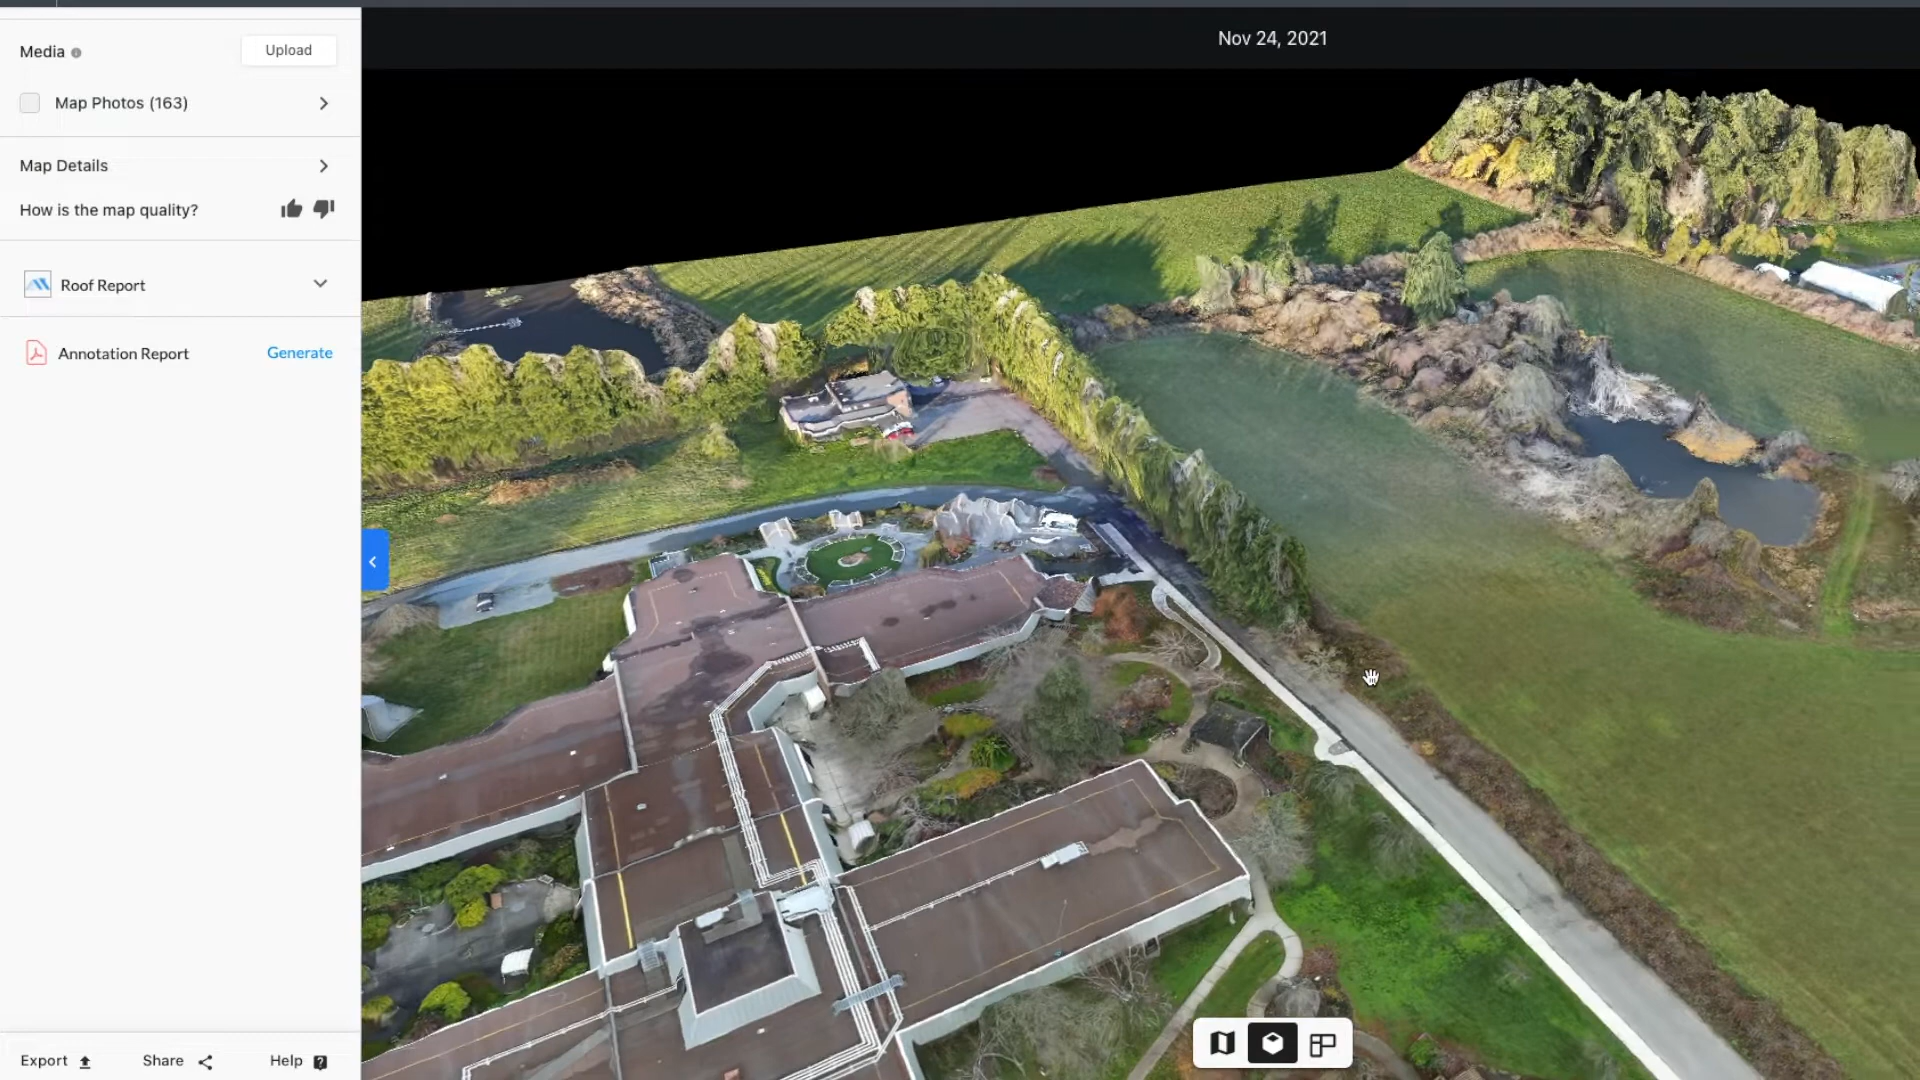 Nov 24, 2021
Media
Upload
Map Photos (163)
Map Details
How is the map quality?
Roof Report
Annotation Report
Generate
Export
Share
Help